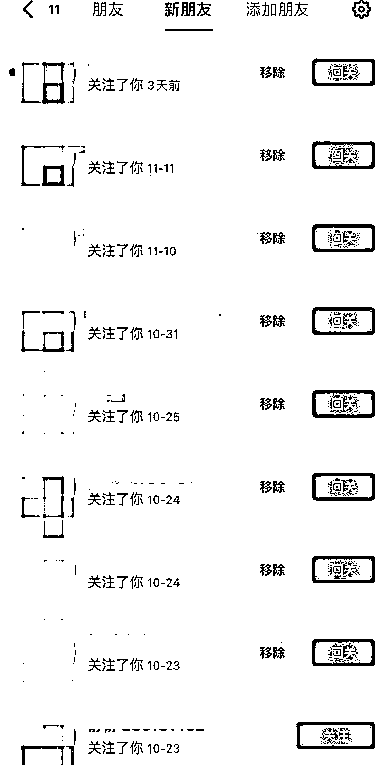 11 朋友 新朋友 添加朋友
关注了你 3天前 移除 回关
关注了你 11-11 移除 回关
关注了你 11-10 移除 回关
关注了你 10-31 移除 回关
关注了你 10-25 移除 回关
关注了你 10-24 移除 回关
关注了你 10-24 移除 回关
关注了你 10-23 移除 回关
关注了你 10-23